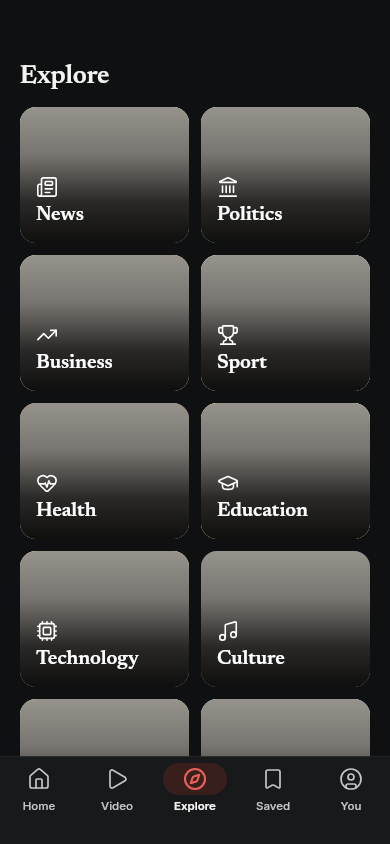 Explore
News
Politics
Business
Sport
Health
Education
Technology
Culture
Home
Video
Explore
Saved
You